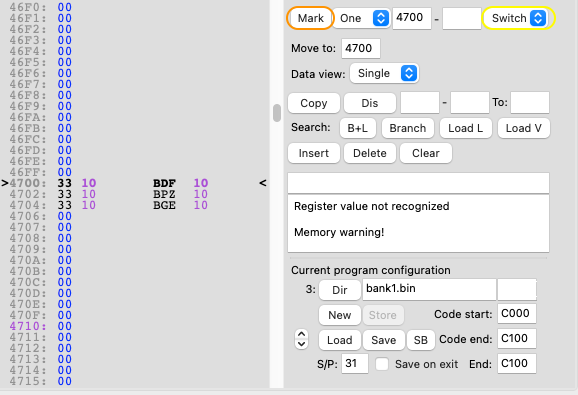 46F0: 00
46F1: 00
46F2: 00
46F3: 00
46F4: 00
46F5: 00
46F6: 00
46F7: 00
46F8: 00
46F9: 00
46FA: 00
46FB: 00
46FC: 00
46FD: 00
46FE: 00
46FF: 00
>4700: 33 10 BDF 10 <
4702: 33 10 BPZ 10
4704: 33 10 BGE 10
4706: 00
4707: 00
4708: 00
4709: 00
470A: 00
470B: 00
470C: 00
470D: 00
470E: 00
470F: 00
4710: 00
4711: 00
4712: 00
4713: 00
4714: 00
4715: 00
Mark One 4700 - Switch
Move to: 4700
Data view: Single
Copy Dis - To:
Search: B+L Branch Load L Load V
Insert Delete Clear
Register value not recognized
Memory warning!
Current program configuration
3: Dir bank1.bin
New Store Code start: C000
Load Save SB Code end: C100
S/P: 31 Save on exit End: C100